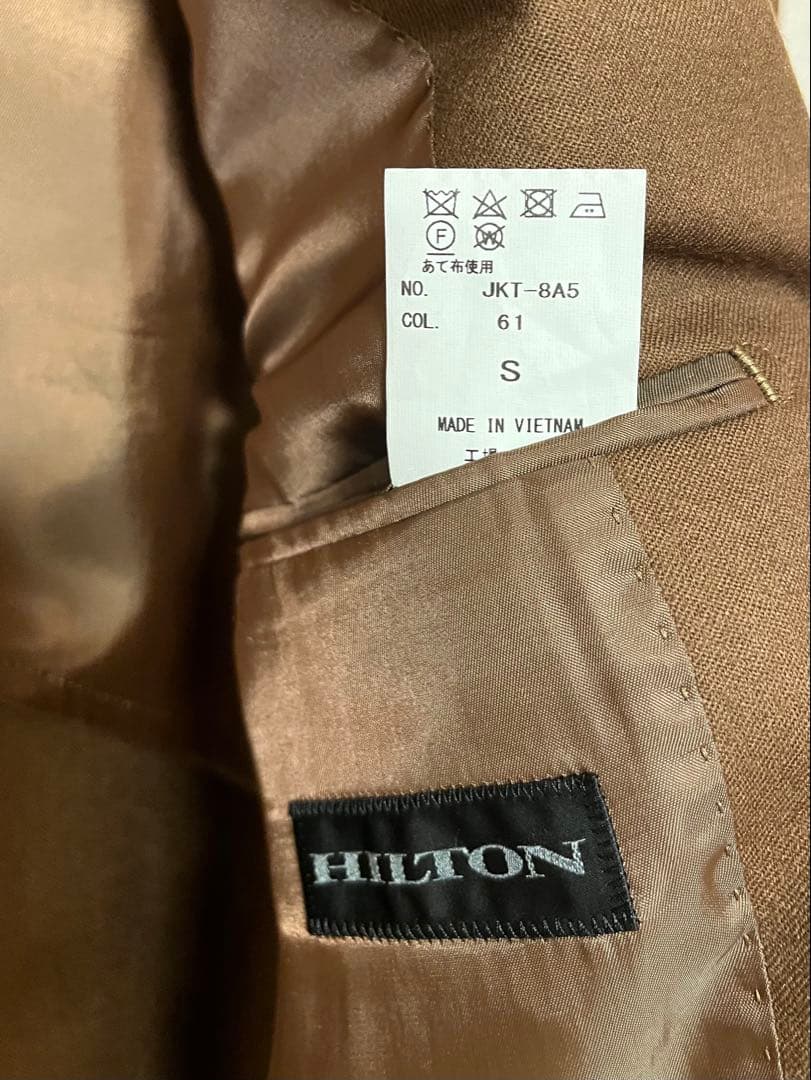 F
W
あて布使用
NO. JKT-8A5
COL. 61
S
MADE IN VIETNAM
HILTON